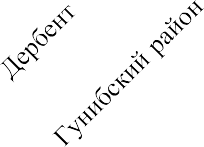 Дербент
Гунибский район